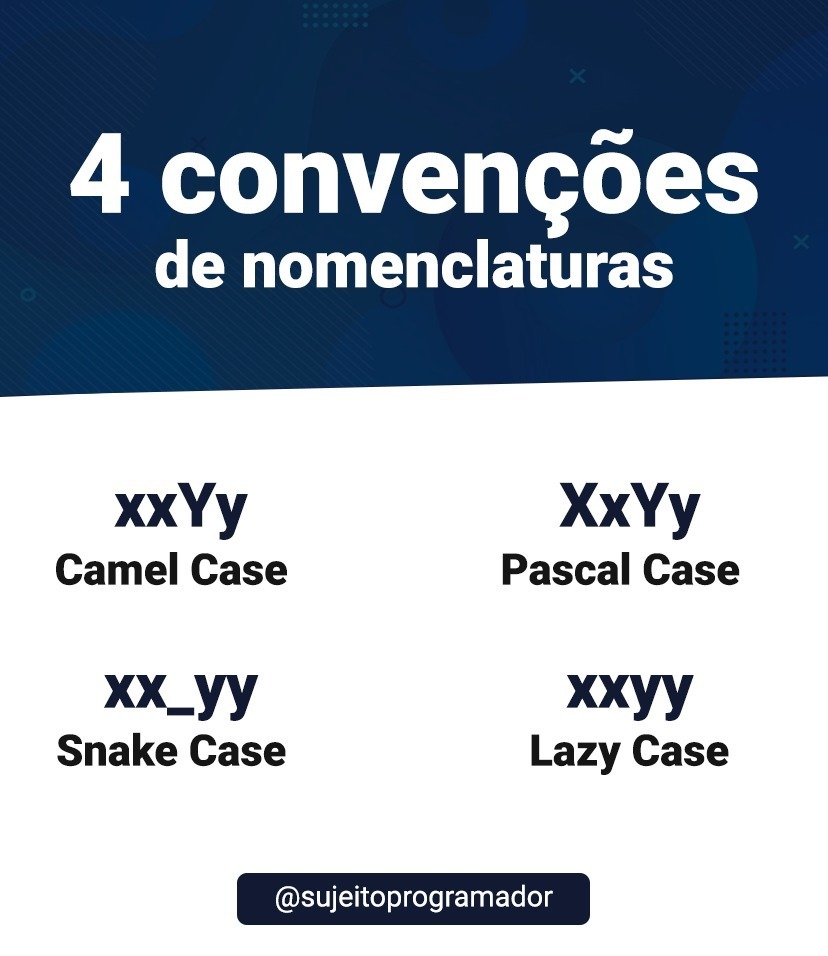 4 convenções
de nomenclaturas
xxYy
Camel Case
XxYy
Pascal Case
xx_yy
Snake Case
xxyy
Lazy Case
@sujeitoprogramador